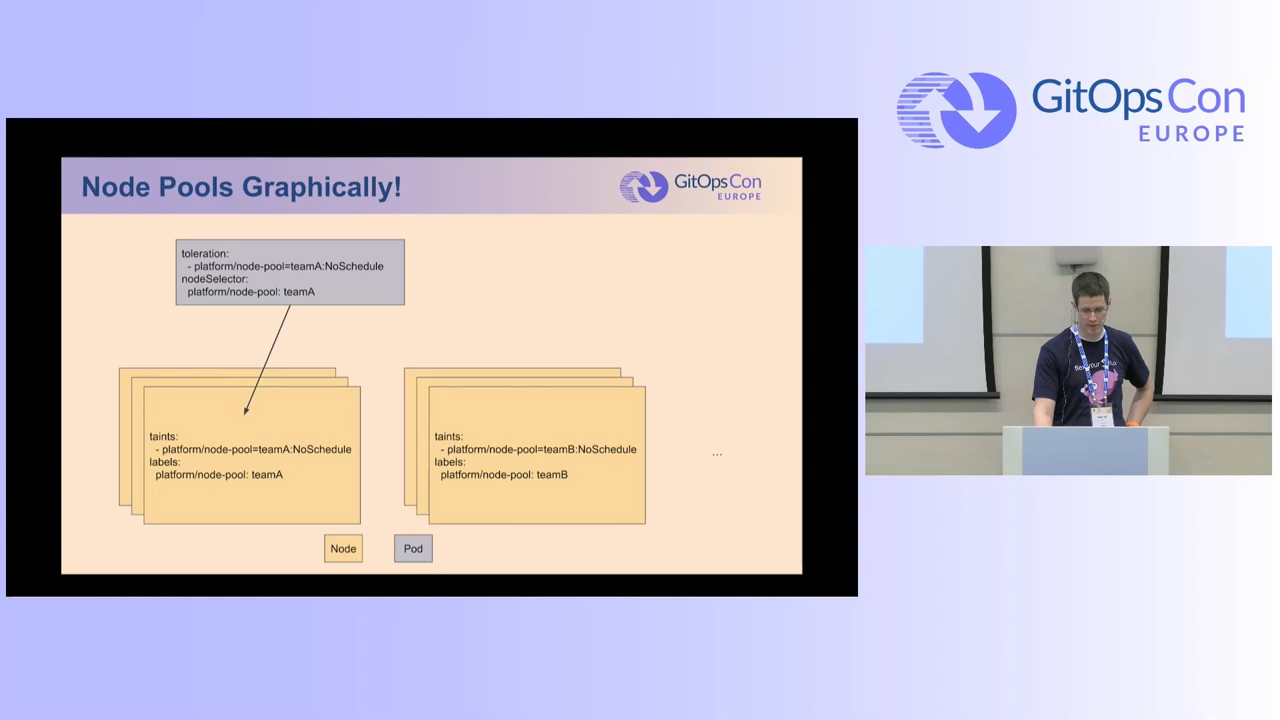 GitOpsCon
EUROPE
Node Pools Graphically!
GitOpsCon
EUROPE
toleration:
- platform/node-pool=teamA:NoSchedule
nodeSelector:
platform/node-pool: teamA
taints:
- platform/node-pool=teamA:NoSchedule
labels:
platform/node-pool: teamA
taints:
- platform/node-pool=teamB:NoSchedule
labels:
platform/node-pool: teamB
...
Node
Pod